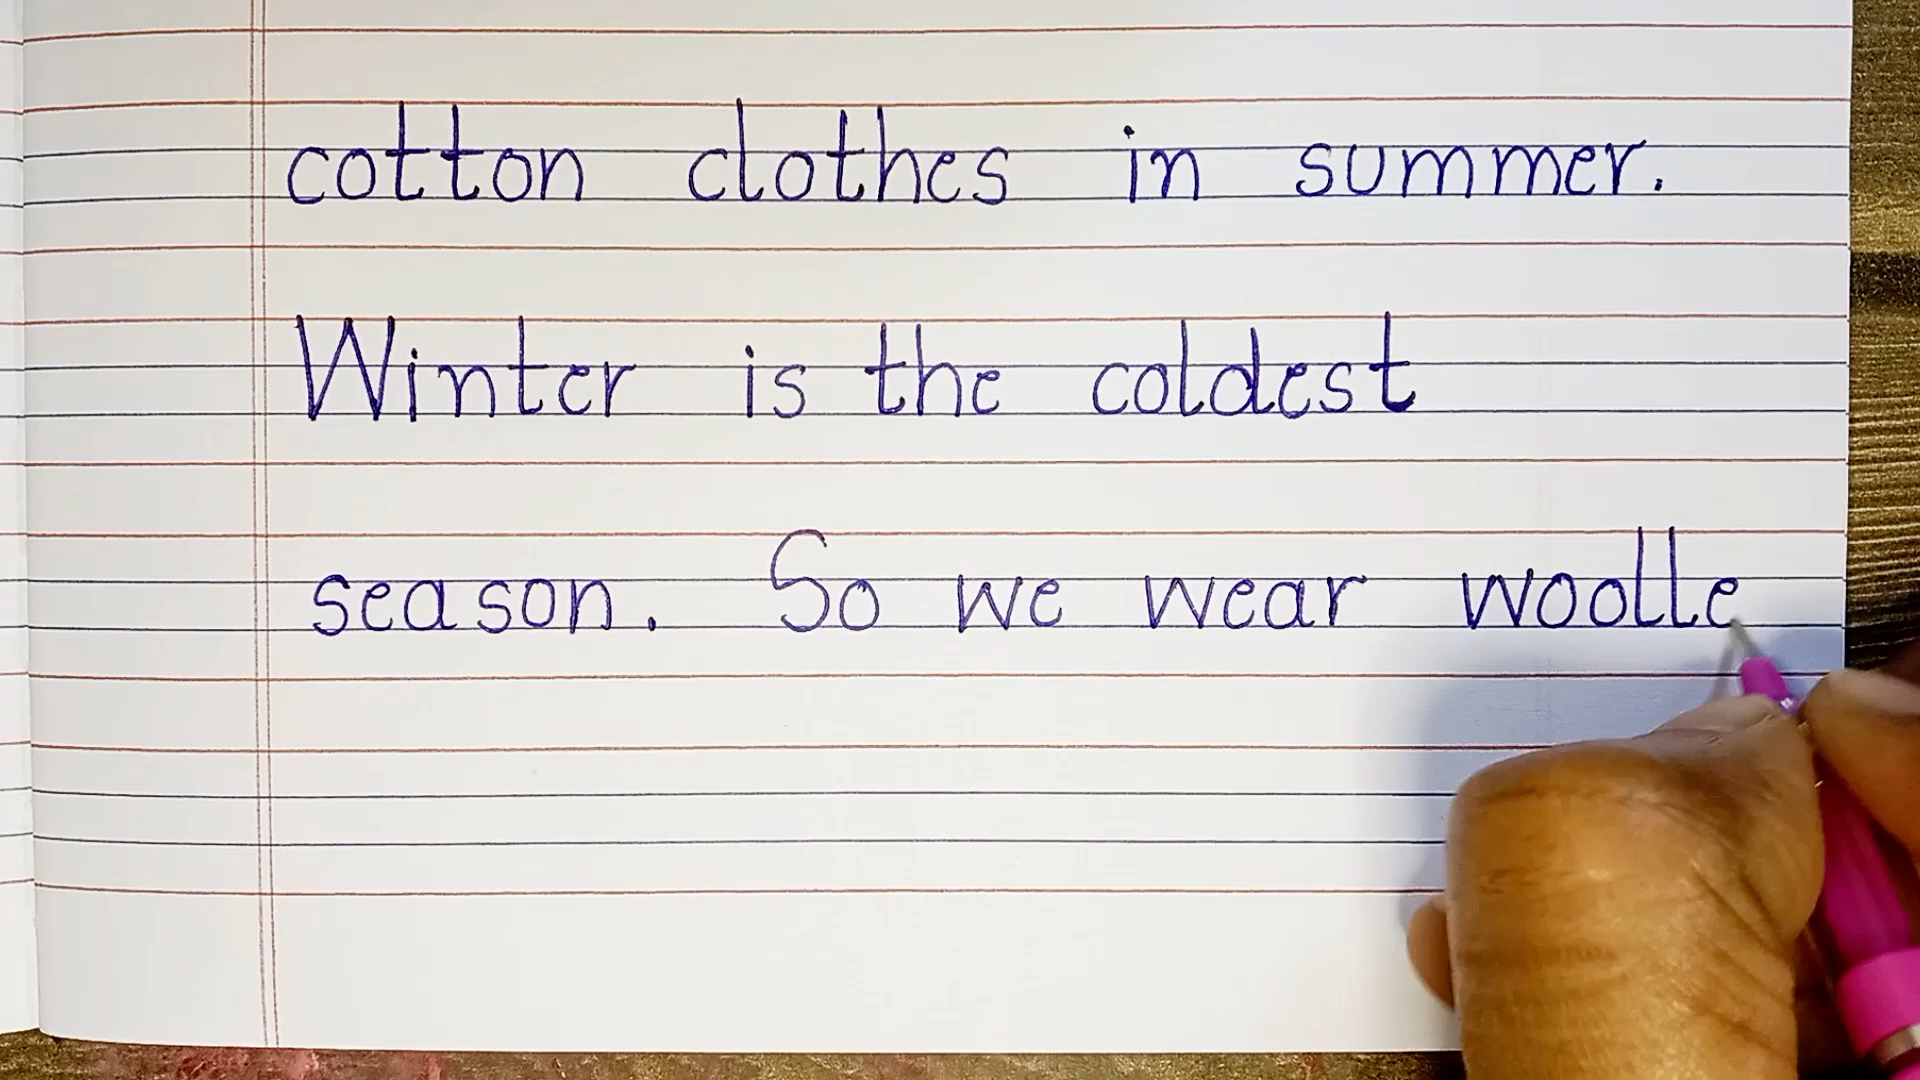 cotton clothes in summer.
Winter is the coldest
season. So we wear woolle